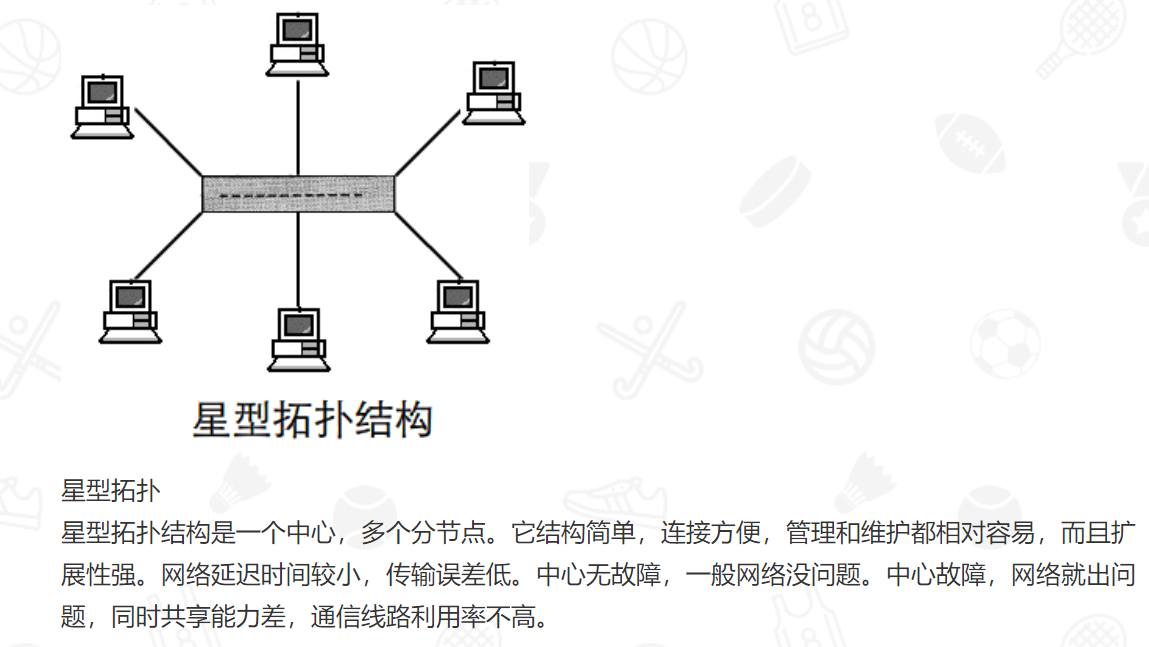 星型拓扑结构
星型拓扑
星型拓扑结构是一个中心，多个分节点。它结构简单，连接方便，管理和维护都相对容易，而且扩
展性强。网络延迟时间较小，传输误差低。中心无故障，一般网络没问题。中心故障，网络就出问
题，同时共享能力差，通信线路利用率不高。